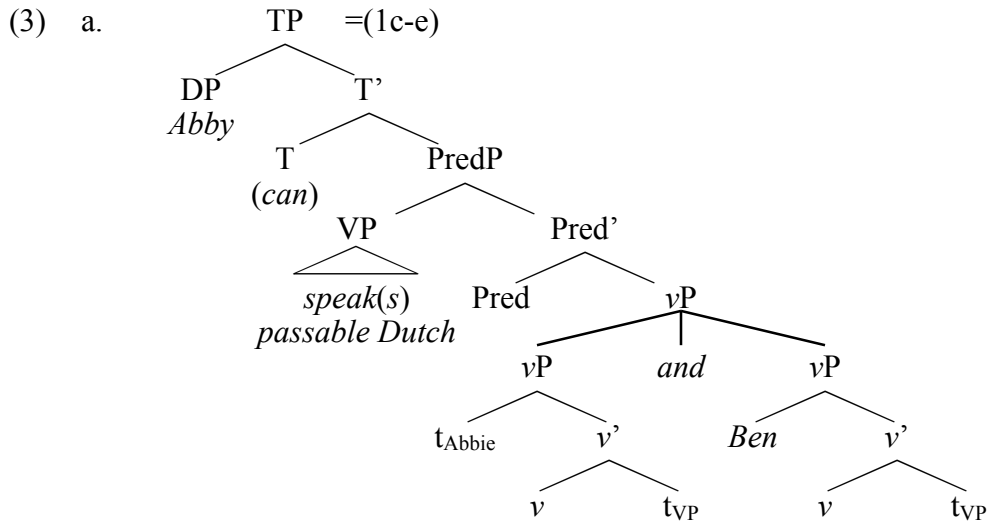 (3) a. TP =(1c-e)
DP T’
Abby
T PredP
(can)
VP Pred’
speak(s) Pred vP
passable Dutch
vP and vP
tAbbie v’ Ben v’
v tVP v tVP